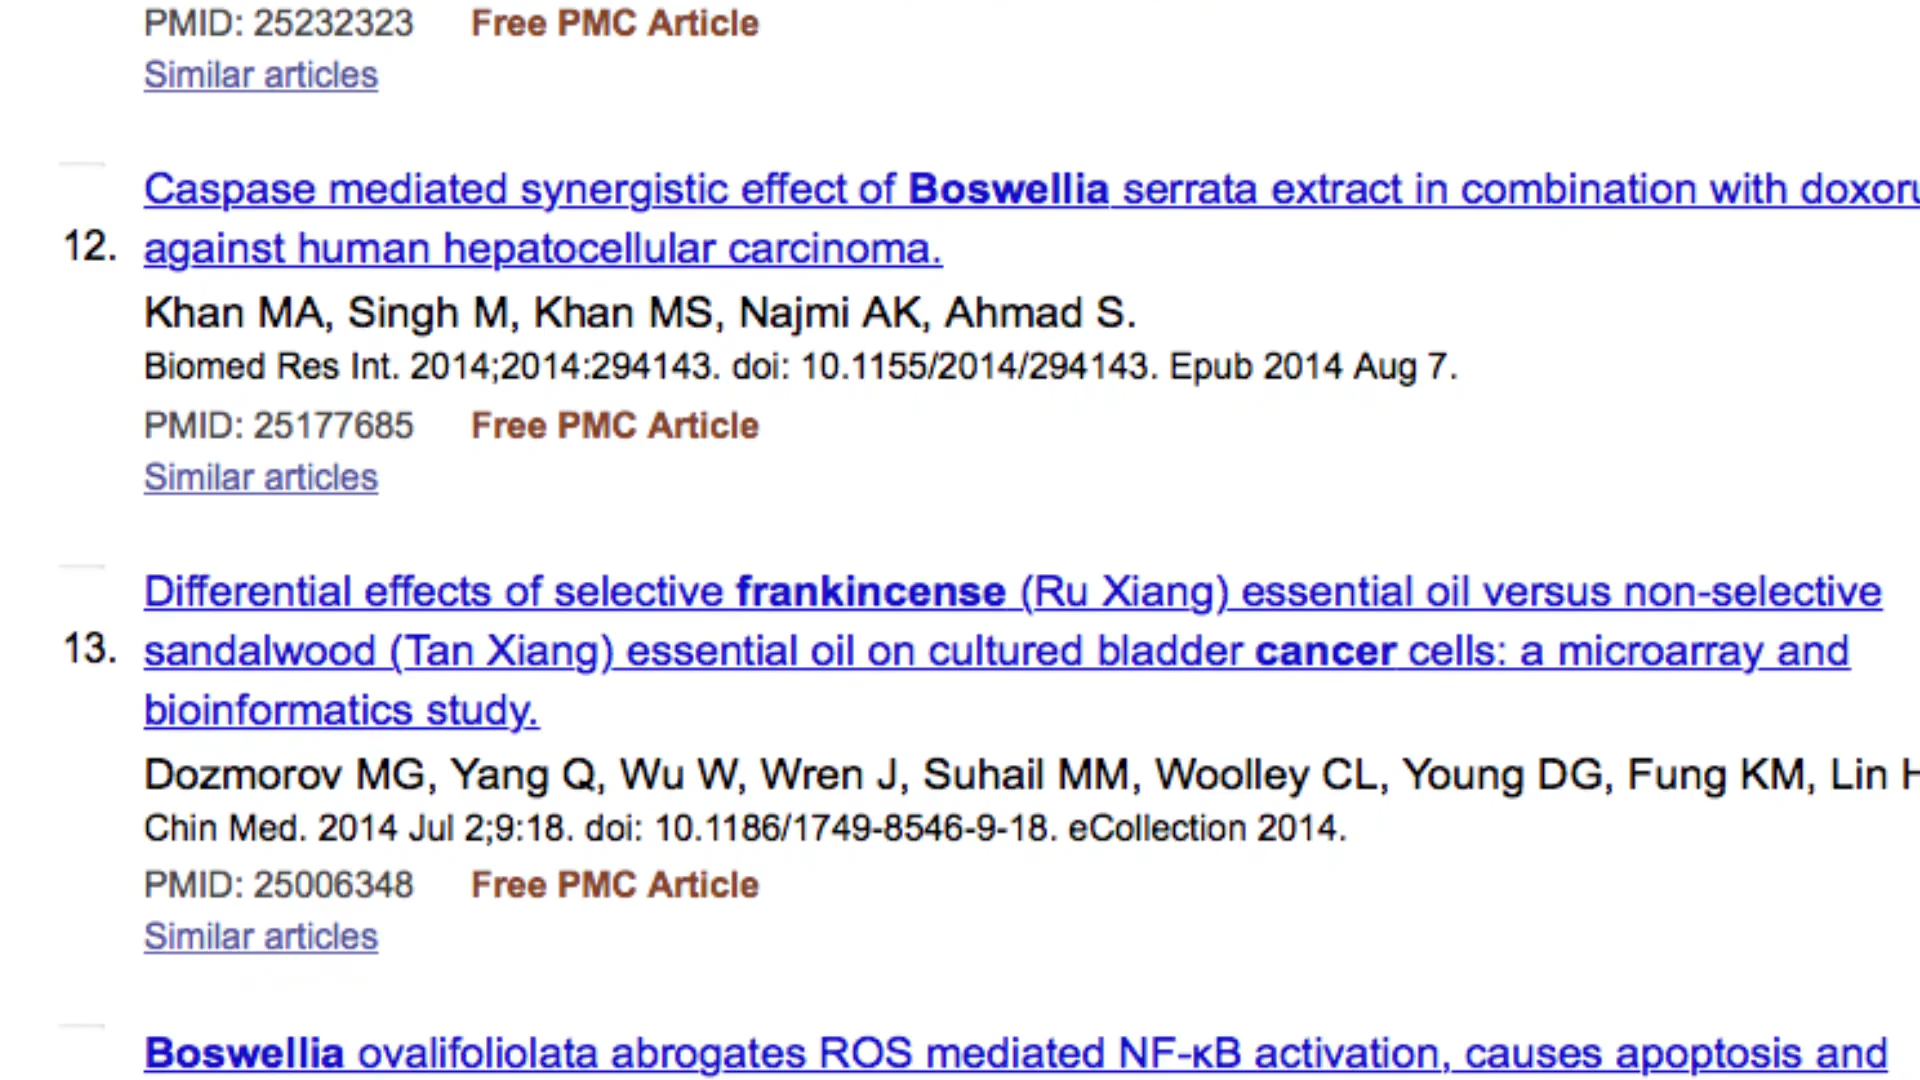 PMID: 25232323 Free PMC Article
Similar articles
Caspase mediated synergistic effect of Boswellia serrata extract in combination with
12. against human hepatocellular carcinoma.
Khan MA, Singh M, Khan MS, Najmi AK, Ahmad S.
Biomed Res Int. 2014;2014:294143. doi: 10.1155/2014/294143. Epub 2014 Aug 7.
PMID: 25177685 Free PMC Article
Similar articles
Differential effects of selective frankincense (Ru Xiang) essential oil versus non-selective
13. sandalwood (Tan Xiang) essential oil on cultured bladder cancer cells: a microarray and
bioinformatics study.
Dozmorov MG, Yang Q, Wu W, Wren J, Suhail MM, Woolley CL, Young DG, Fung KM, Lin
Chin Med. 2014 Jul 2;9:18. doi: 10.1186/1749-8546-9-18. eCollection 2014.
PMID: 25006348 Free PMC Article
Similar articles
Boswellia ovalifoliolata abrogates ROS mediated NF-κB activation, causes apoptosis and